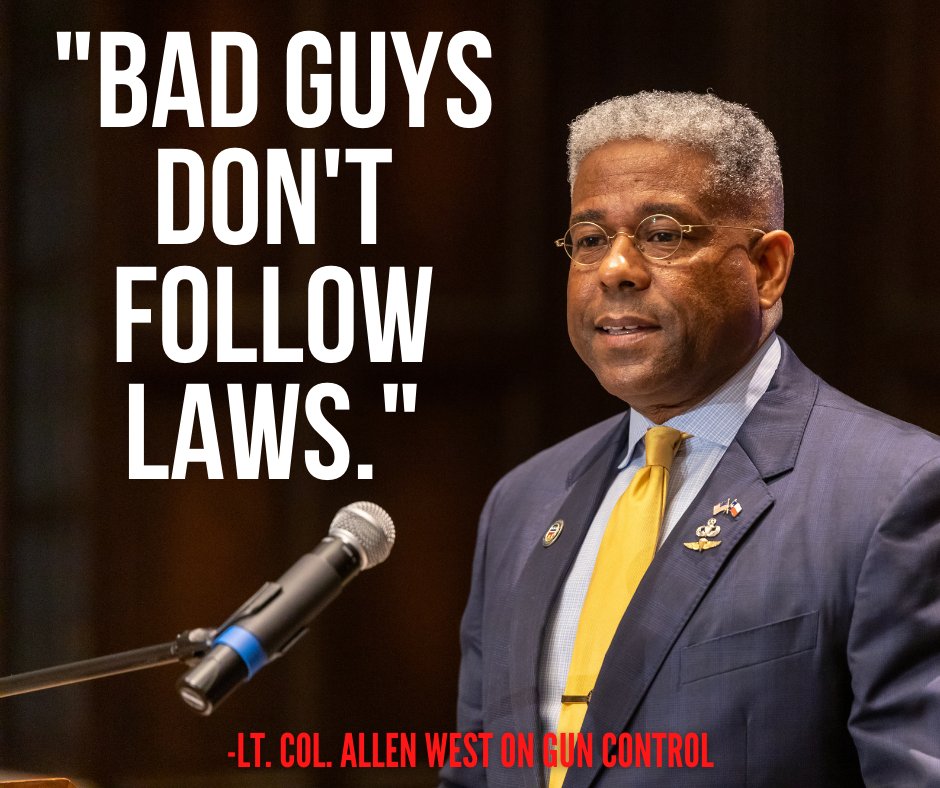 "BAD GUYS
DON'T
FOLLOW
LAWS."
-LT. COL. ALLEN WEST ON GUN CONTROL